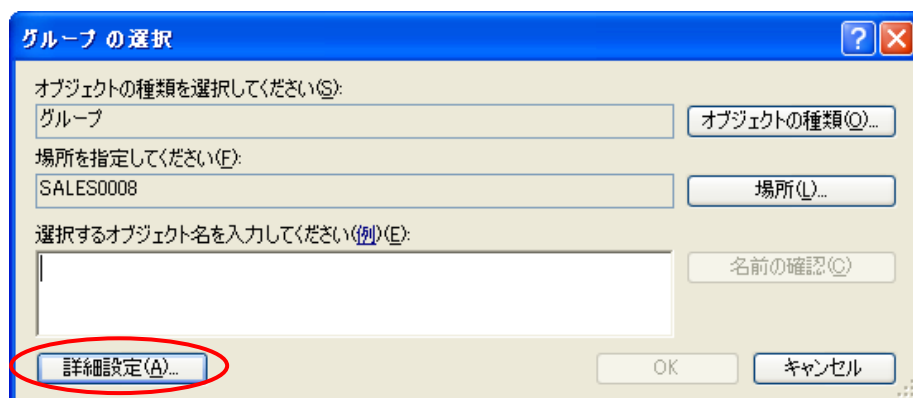 グループ の選択
オブジェクトの種類を選択してください(S):
グループ
オブジェクトの種類(O)...
場所を指定してください(F):
SALES0008
場所(L)...
選択するオブジェクト名を入力してください(例)(E):
名前の確認(C)
詳細設定(A)...
OK
キャンセル